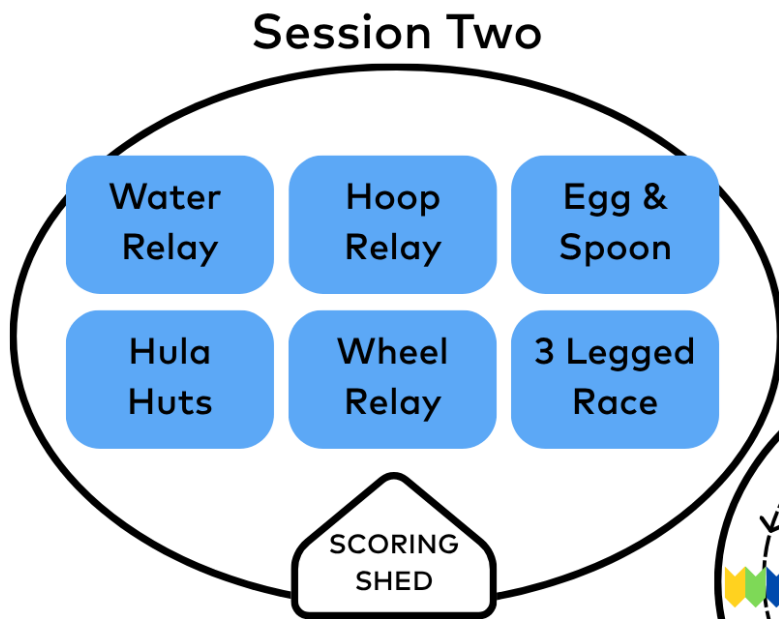 Session Two
Water
Relay
Hoop
Relay
Egg &
Spoon
Hula
Huts
Wheel
Relay
3 Legged
Race
SCORING
SHED